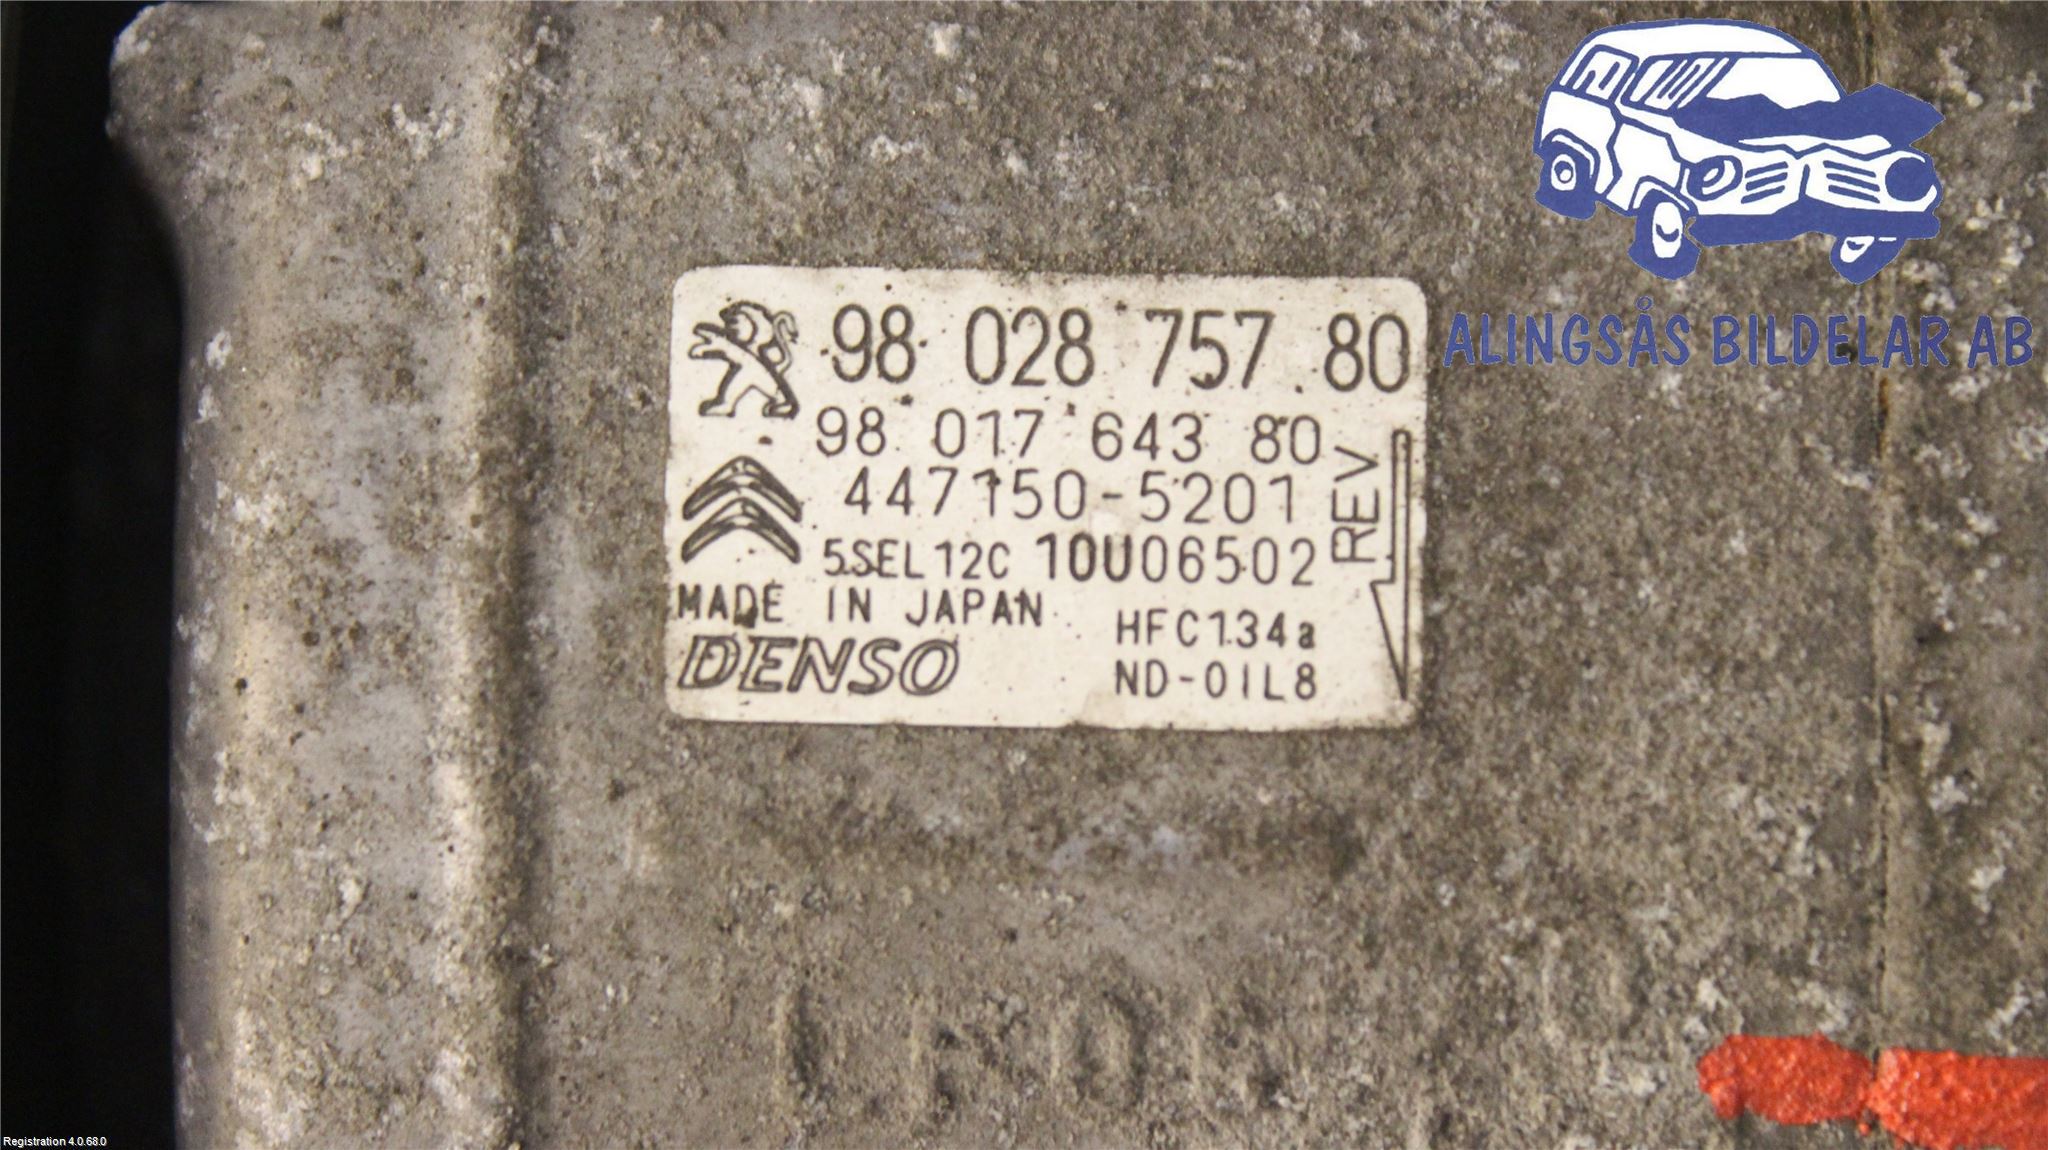 98 028 757 80
98 017 643 80
447150-5201
5SEL12C 10U06502
REV
MADE IN JAPAN
HFC134a
DENSO
ND-OIL8
ALINGSÅS BILDELAR AB
Registration 4.0.68.0